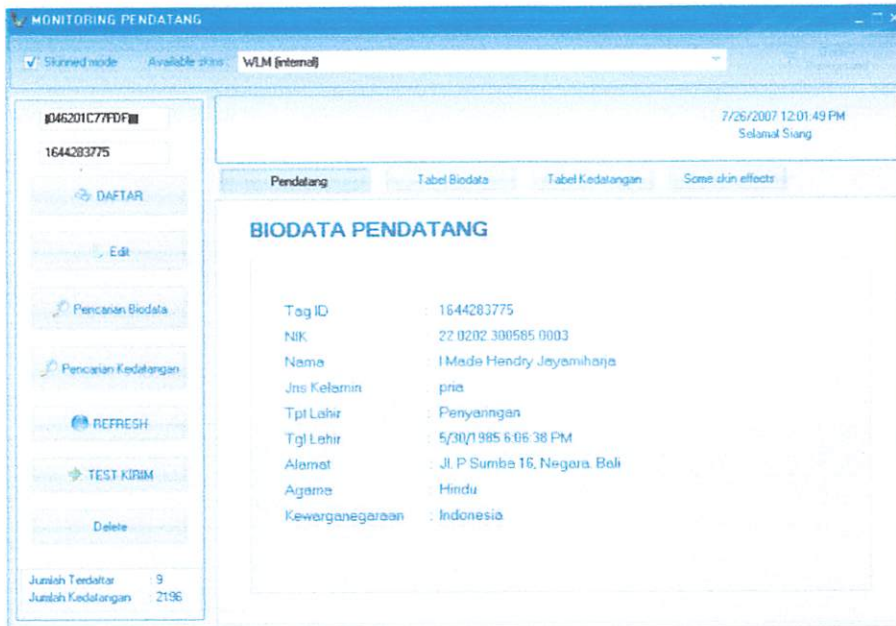 MONITORING PENDATANG
Skinned mode Available skins: WLM (internal)
046201C77FDF
1644283775
DAFTAR
Edit
Pencarian Biodata
Pencarian Kedatangan
REFRESH
TEST KIRIM
Delete
Jumlah Terdaftar : 9
Jumlah Kedatangan : 2196
7/26/2007 12:01:49 PM
Selamat Siang
Pendatang Tabel Biodata Tabel Kedatangan Some skin effects
BIODATA PENDATANG
Tag ID : 1644283775
NIK : 22.0202.300585.0003
Nama : I Made Hendry Jayamiharja
Jns Kelamin : pria
Tpt Lahir : Penyaringan
Tgl Lahir : 5/30/1985 6:06:38 PM
Alamat : Jl. P Sumba 16, Negara. Bali
Agama : Hindu
Kewarganegaraan : Indonesia